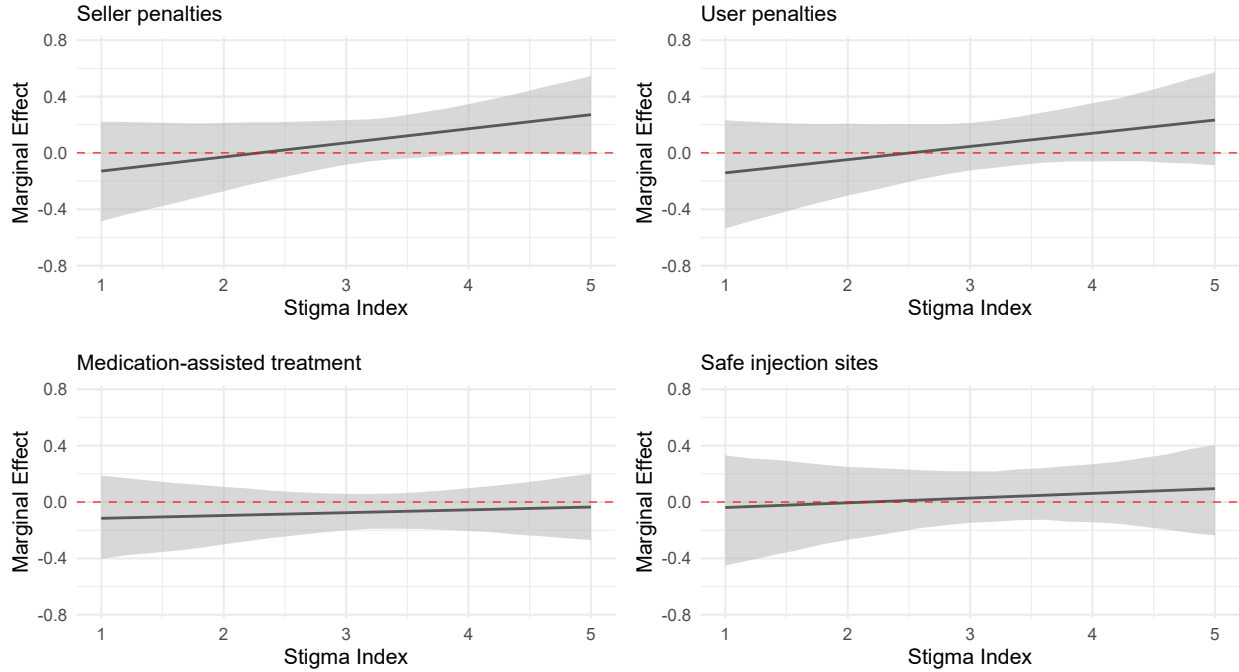 Seller penalties
0.8
0.4
0.0
-0.4
-0.8
Marginal Effect
1 2 3 4 5
Stigma Index
User penalties
0.8
0.4
0.0
-0.4
-0.8
Marginal Effect
1 2 3 4 5
Stigma Index
Medication-assisted treatment
0.8
0.4
0.0
-0.4
-0.8
Marginal Effect
1 2 3 4 5
Stigma Index
Safe injection sites
0.8
0.4
0.0
-0.4
-0.8
Marginal Effect
1 2 3 4 5
Stigma Index